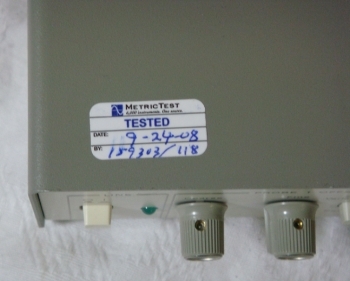 METRICTEST
TESTED
DATE: 9-24-08
BY: 159303/118